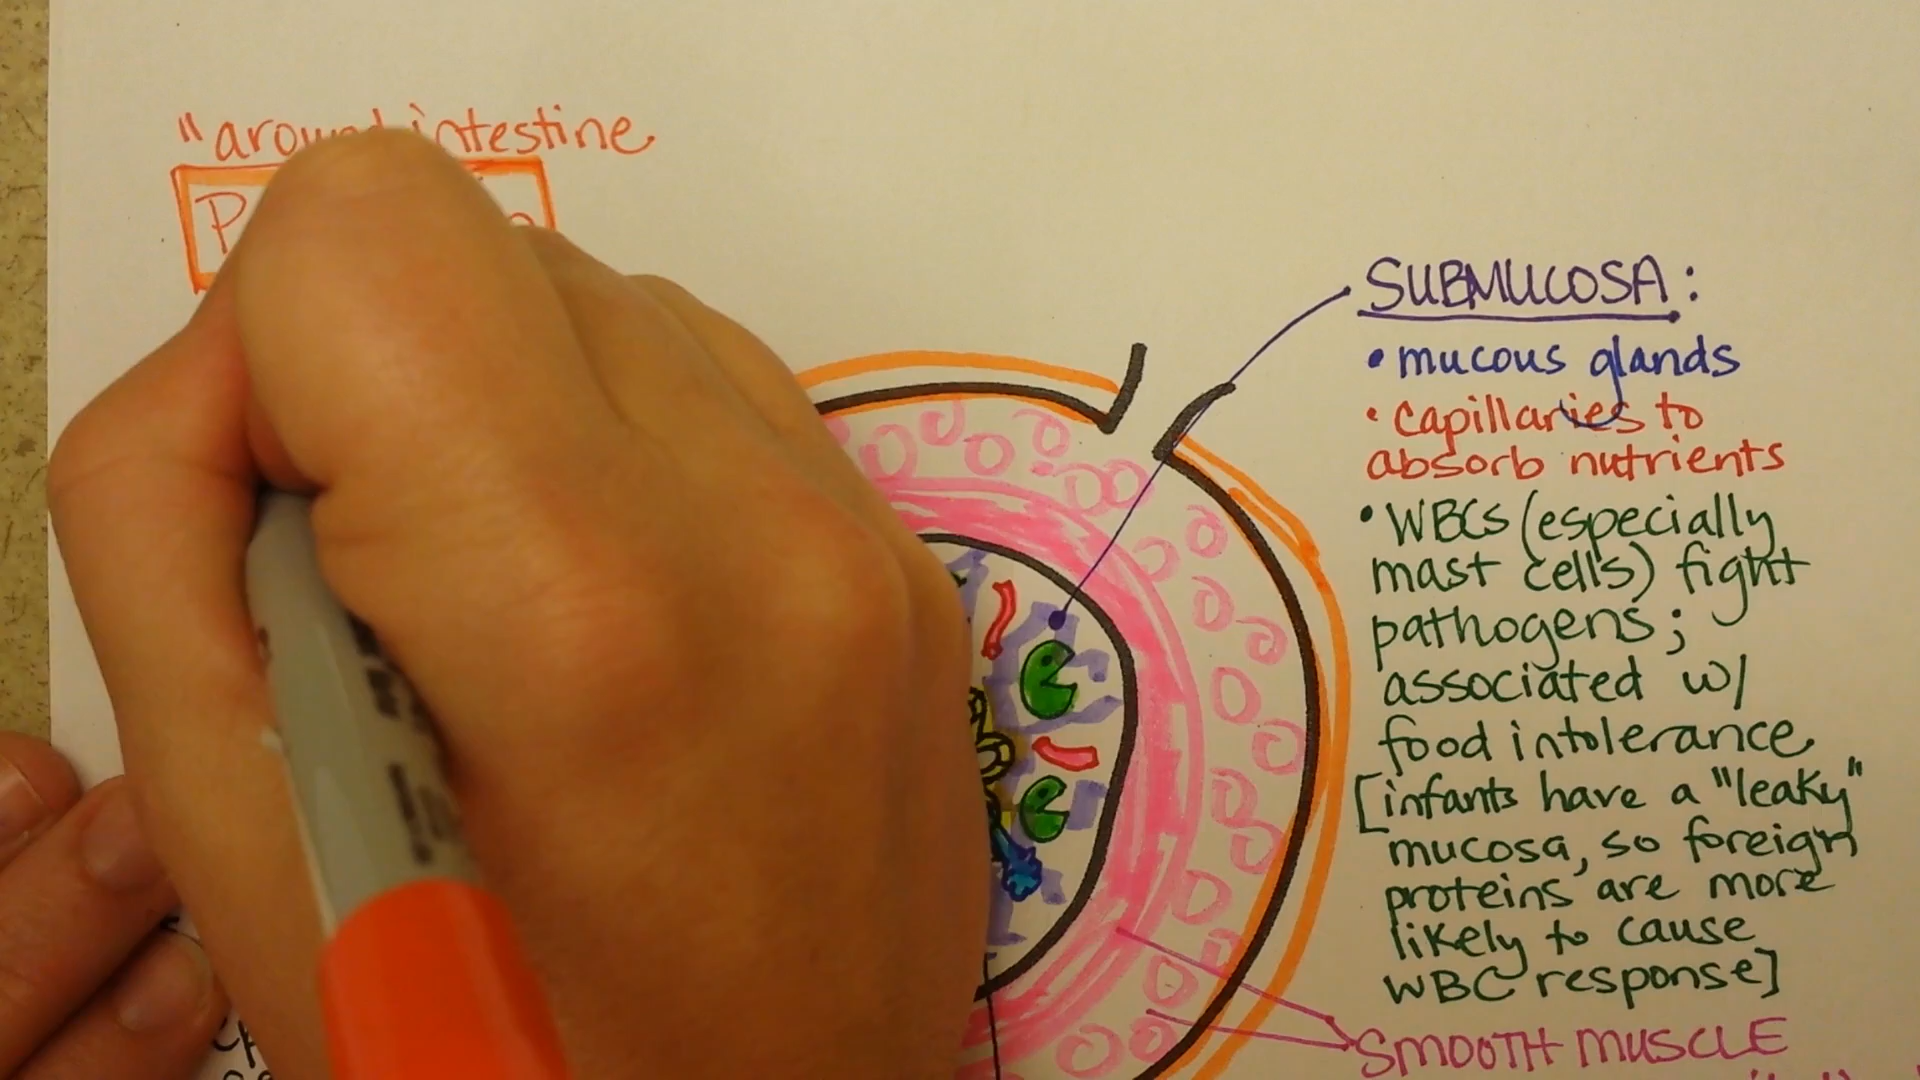 "around intestine
SUBMUCOSA:
• mucous glands
• capillaries to
absorb nutrients
• WBCs (especially
mast cells) fight
pathogens;
associated w/
food intolerance
[infants have a "leaky"
mucosa, so foreign
proteins are more
likely to cause
WBC response]
SMOOTH MUSCLE